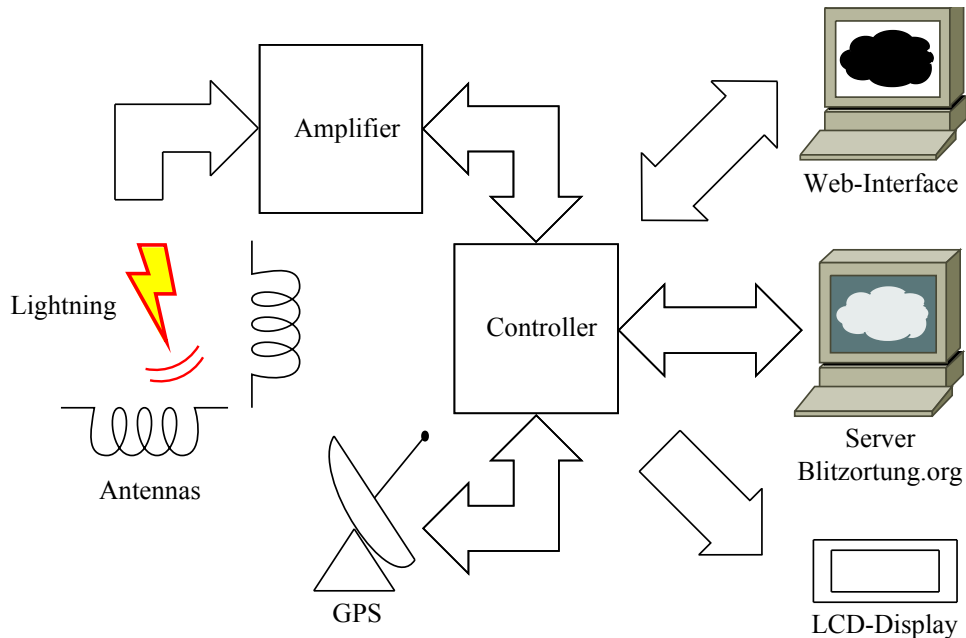 Amplifier
Web-Interface
Lightning
Controller
Antennas
Server
Blitzortung.org
GPS
LCD-Display